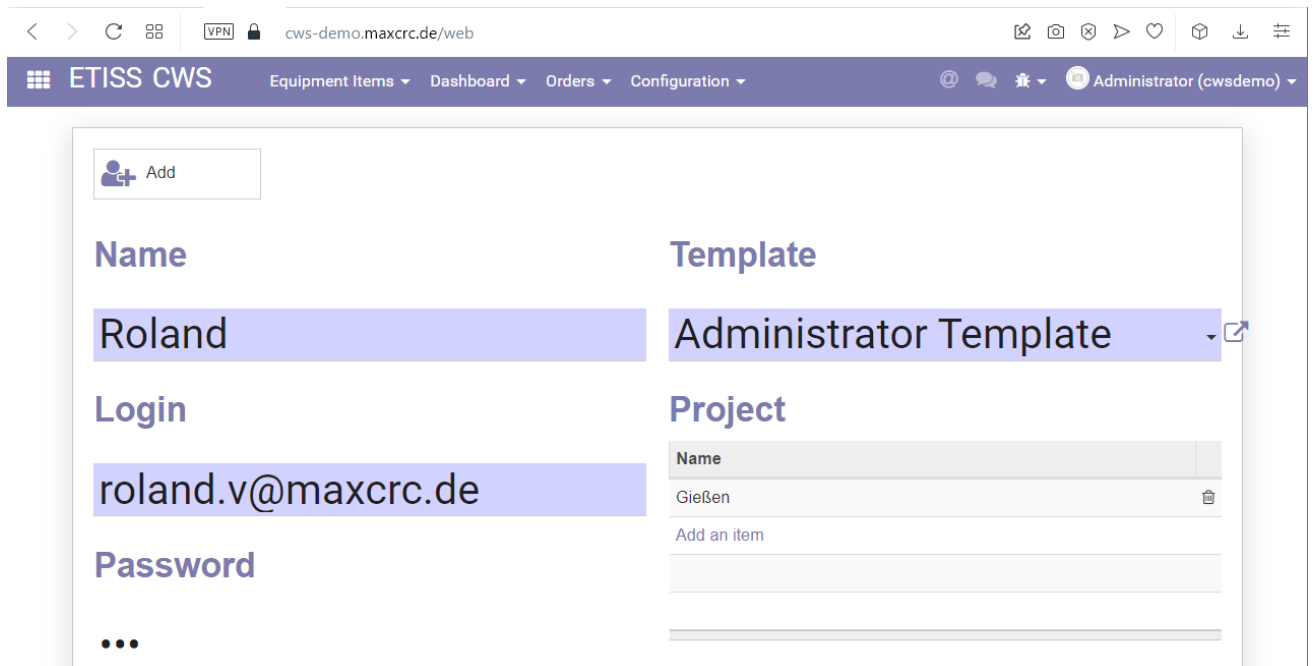 VPN cws-demo.maxcrc.de/web
ETISS CWS Equipment Items Dashboard Orders Configuration @ Administrator (cwsdemo)
Add
Name
Roland
Login
roland.v@maxcrc.de
Password
•••
Template
Administrator Template
Project
Name
Gießen
Add an item